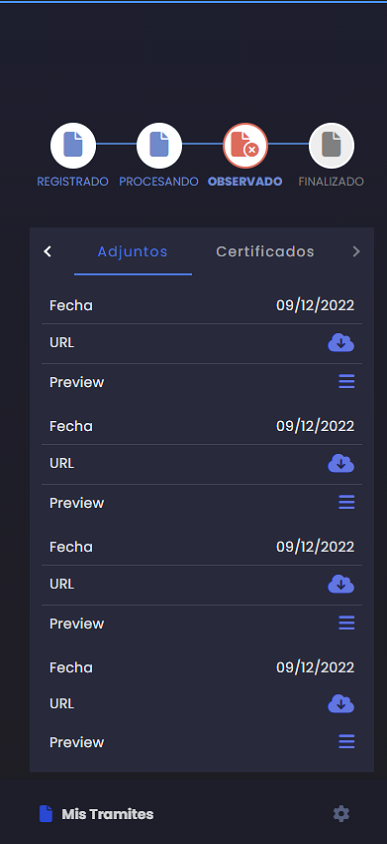 REGISTRADO PROCESANDO OBSERVADO FINALIZADO
Adjuntos Certificados
Fecha 09/12/2022
URL
Preview
Fecha 09/12/2022
URL
Preview
Fecha 09/12/2022
URL
Preview
Fecha 09/12/2022
URL
Preview
Mis Tramites